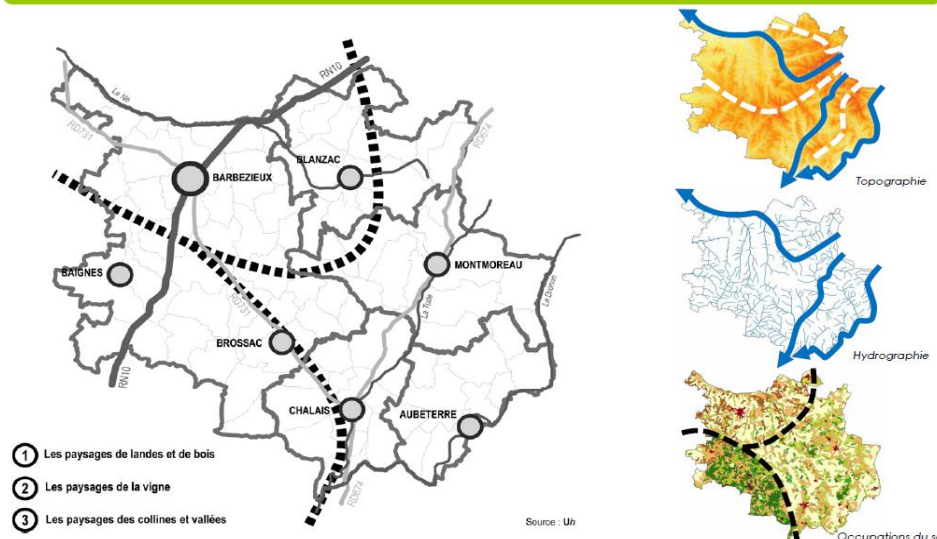 RN10
Le Né
RD731
RD674
BLANZAC
BARBEZIEUX
BAIGNES
MONTMOREAU
RD731
La Tude
La Dronne
BROSSAC
RN10
CHALAIS
AUBETERRE
RD674
1 Les paysages de landes et de bois
2 Les paysages de la vigne
3 Les paysages des collines et vallées
Source : Uh
Topographie
Hydrographie
Occupations du s